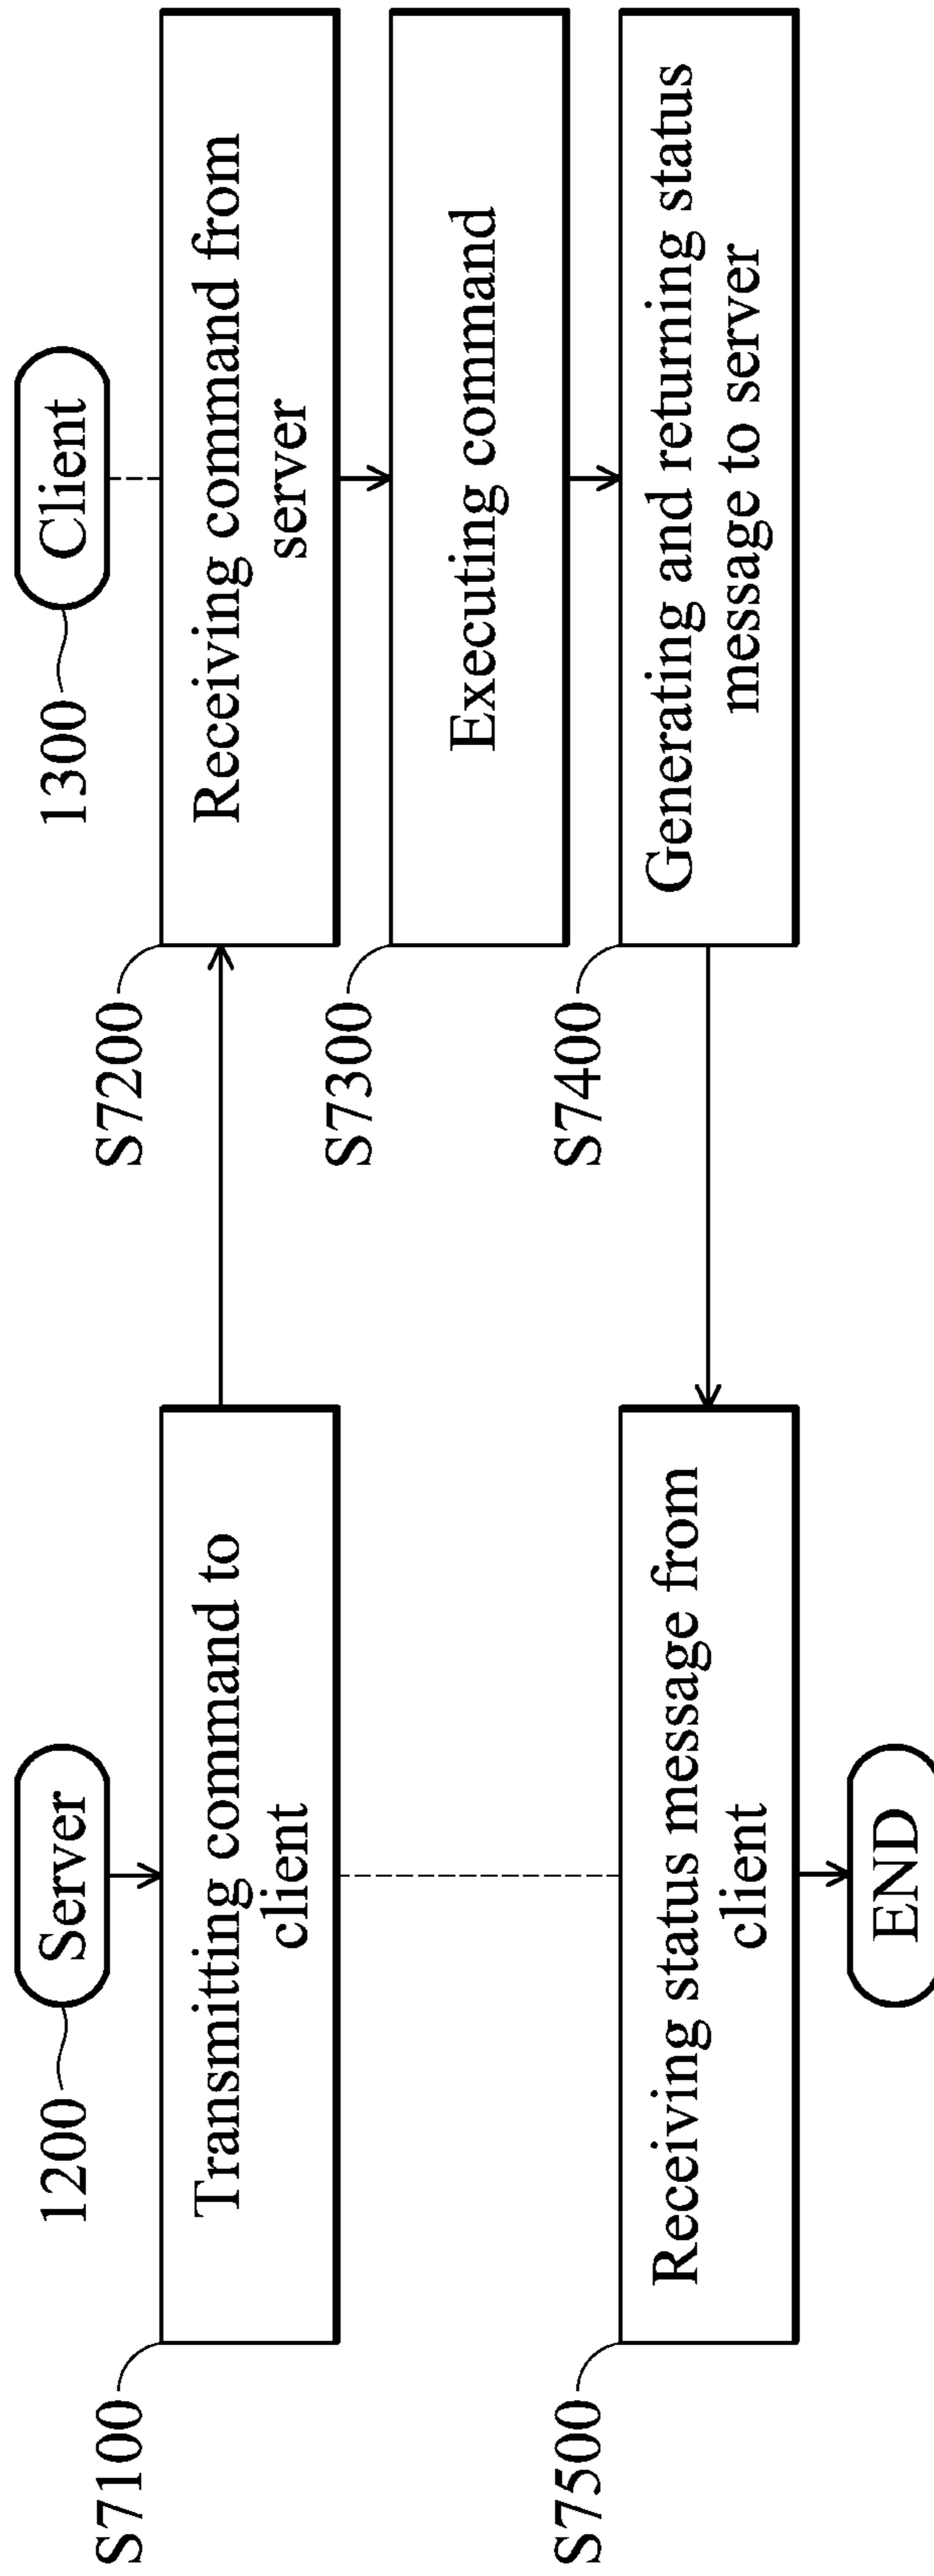 1200
Server
1300
Client
S7100
Transmitting command to
client
S7200
Receiving command from
server
S7300
Executing command
S7400
Generating and returning status
message to server
S7500
Receiving status message from
client
END